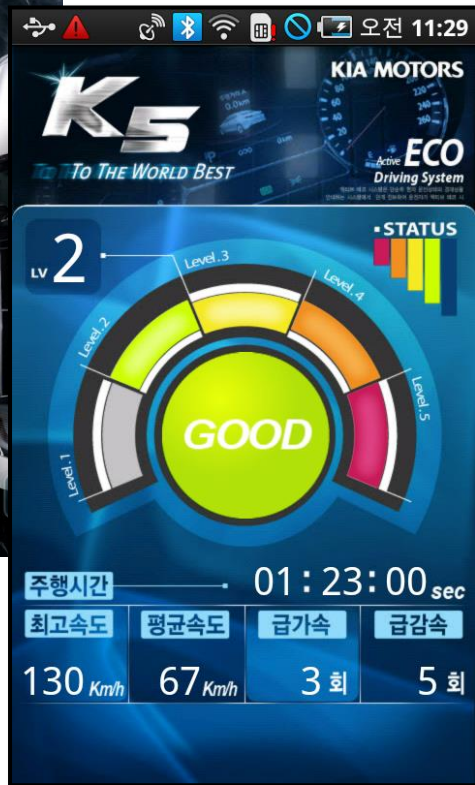 오전 11:29
KIA MOTORS
K5
TO THE WORLD BEST
Active ECO
Driving System
LV 2
STATUS
Level.1
Level.2
Level.3
Level.4
Level.5
GOOD
주행시간 01:23:00 sec
최고속도 평균속도 급가속 급감속
130 Km/h 67 Km/h 3 회 5 회